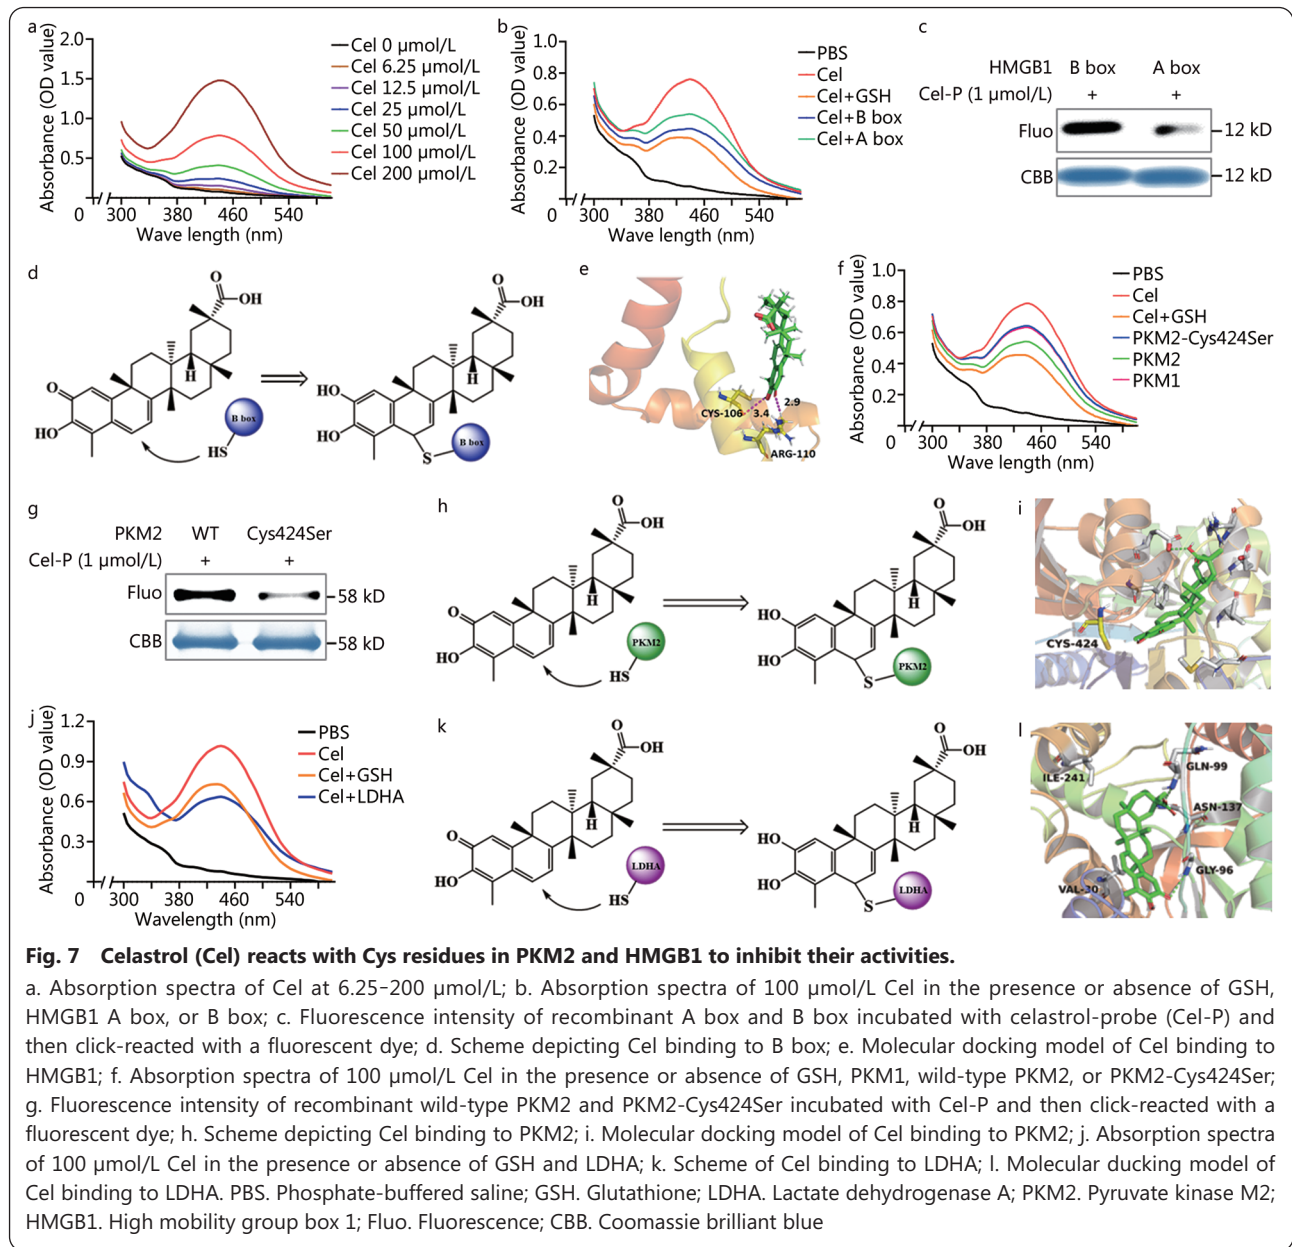 a
Absorbance (OD value)
2.0
1.5
1.0
0.5
0
300 380 460 540
Wave length (nm)
Cel 0 μmol/L
Cel 6.25 μmol/L
Cel 12.5 μmol/L
Cel 25 μmol/L
Cel 50 μmol/L
Cel 100 μmol/L
Cel 200 μmol/L
b
Absorbance (OD value)
1.0
0.8
0.6
0.4
0.2
0
300 380 460 540
Wave length (nm)
PBS
Cel
Cel+GSH
Cel+B box
Cel+A box
c
HMGB1 B box A box
Cel-P (1 μmol/L) + +
Fluo 12 kD
CBB 12 kD
d
O
OH
H
O
HO
B box
HS
O
OH
H
HO
HO
S
B box
e
CYS-106
3.4
2.9
ARG-110
f
Absorbance (OD value)
1.0
0.8
0.6
0.4
0.2
0
300 380 460 540
Wave length (nm)
PBS
Cel
Cel+GSH
PKM2-Cys424Ser
PKM2
PKM1
g
PKM2 WT Cys424Ser
Cel-P (1 μmol/L) + +
Fluo 58 kD
CBB 58 kD
h
O
OH
H
O
HO
PKM2
HS
O
OH
H
HO
HO
S
PKM2
i
CYS-424
j
Absorbance (OD value)
1.2
0.9
0.6
0.3
0
300 380 460 540
Wavelength (nm)
PBS
Cel
Cel+GSH
Cel+LDHA
k
O
OH
H
O
HO
LDHA
HS
O
OH
H
HO
HO
S
LDHA
l
ILE-241
GLN-99
ASN-137
GLY-96
VAL-30
Fig. 7 Celastrol (Cel) reacts with Cys residues in PKM2 and HMGB1 to inhibit their activities.
a. Absorption spectra of Cel at 6.25–200 μmol/L; b. Absorption spectra of 100 μmol/L Cel in the presence or absence of GSH,
HMGB1 A box, or B box; c. Fluorescence intensity of recombinant A box and B box incubated with celastrol-probe (Cel-P) and
then click-reacted with a fluorescent dye; d. Scheme depicting Cel binding to B box; e. Molecular docking model of Cel binding to
HMGB1; f. Absorption spectra of 100 μmol/L Cel in the presence or absence of GSH, PKM1, wild-type PKM2, or PKM2-Cys424Ser;
g. Fluorescence intensity of recombinant wild-type PKM2 and PKM2-Cys424Ser incubated with Cel-P and then click-reacted with a
fluorescent dye; h. Scheme depicting Cel binding to PKM2; i. Molecular docking model of Cel binding to PKM2; j. Absorption spectra
of 100 μmol/L Cel in the presence or absence of GSH and LDHA; k. Scheme of Cel binding to LDHA; l. Molecular ducking model of
Cel binding to LDHA. PBS. Phosphate-buffered saline; GSH. Glutathione; LDHA. Lactate dehydrogenase A; PKM2. Pyruvate kinase M2;
HMGB1. High mobility group box 1; Fluo. Fluorescence; CBB. Coomassie brilliant blue